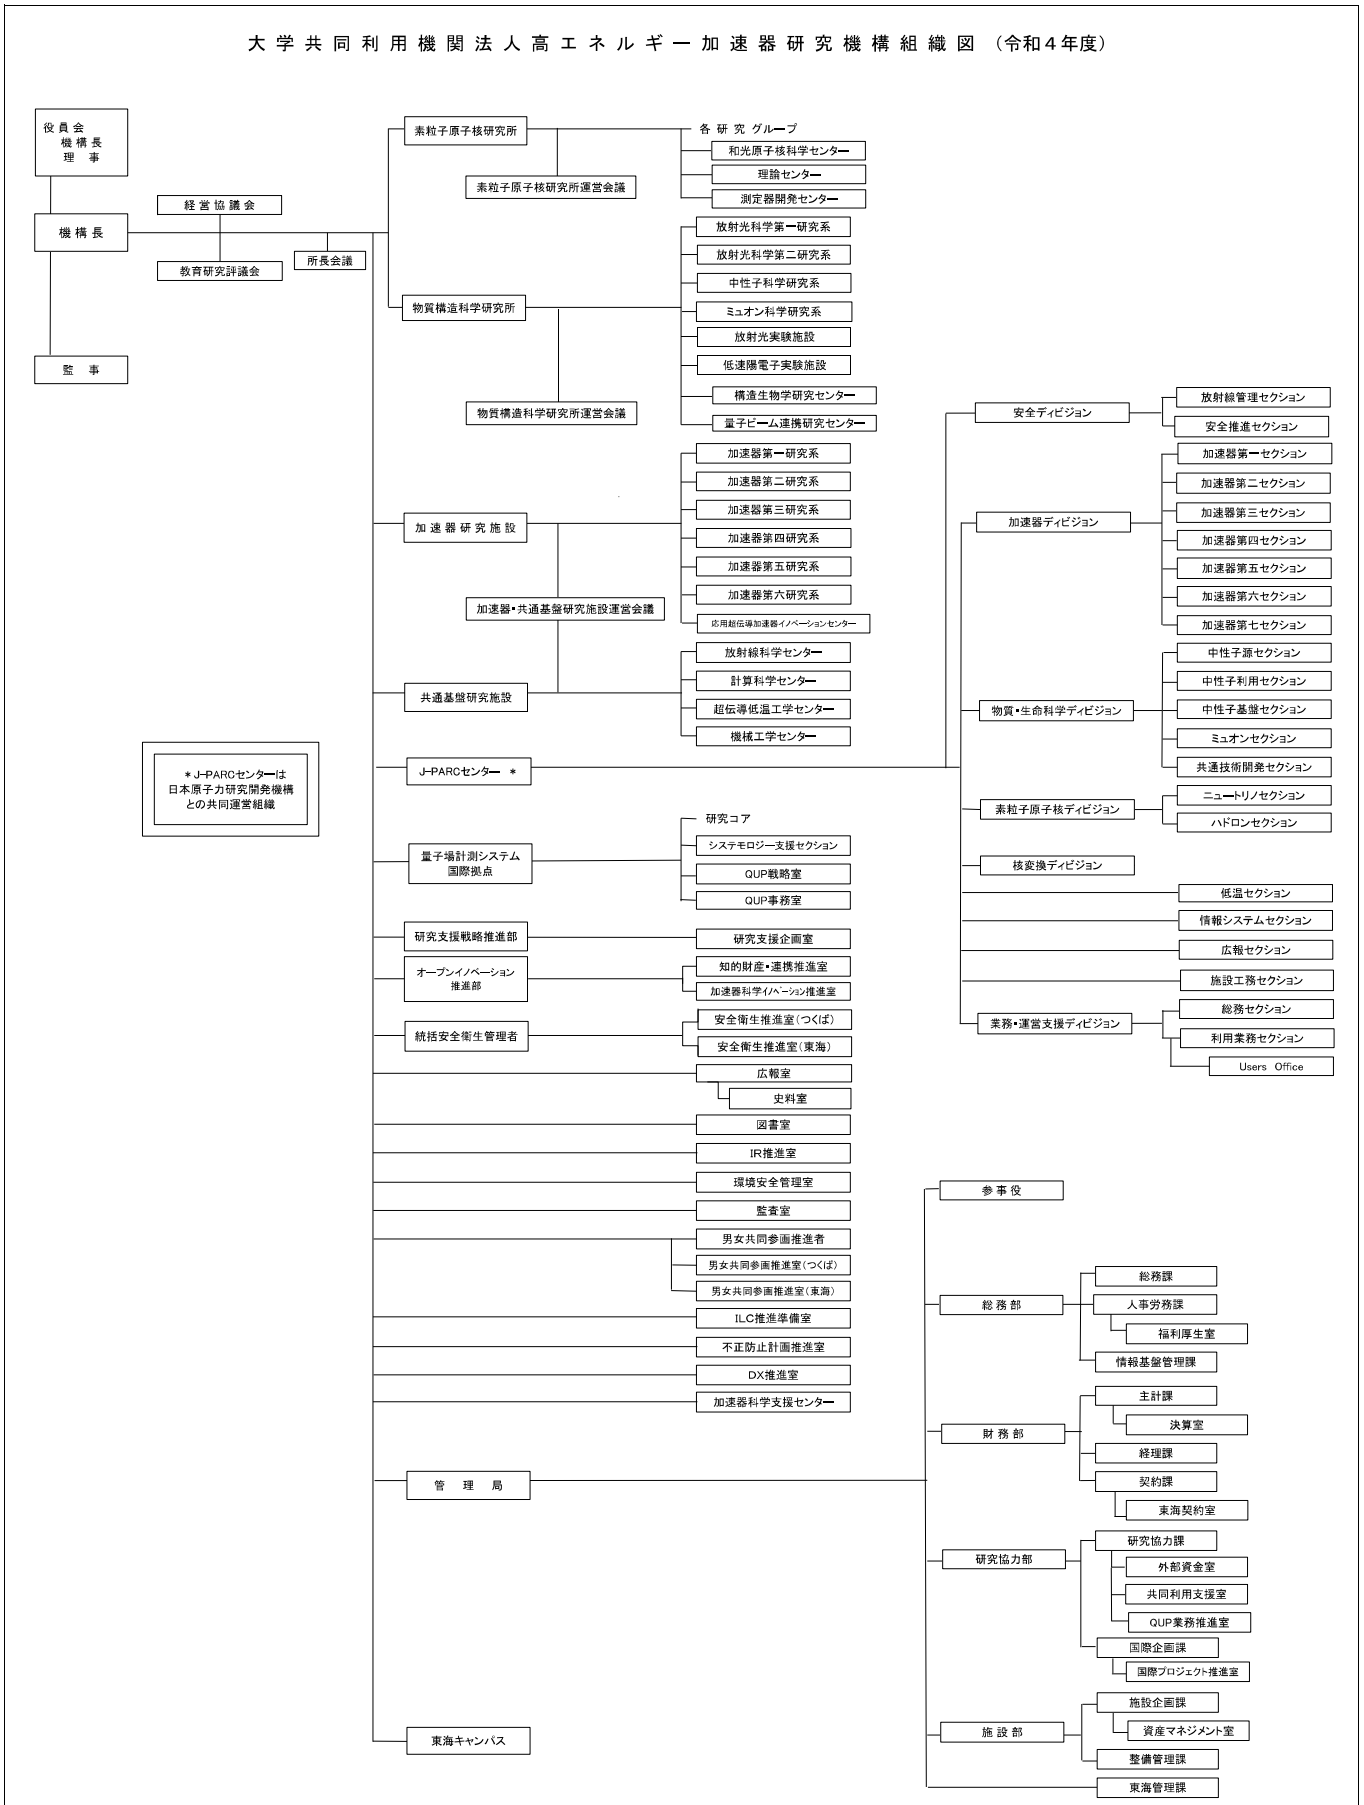 大学共同利用機関法人高エネルギー加速器研究機構組織図 (令和4年度)
役員会
機構長
理事
機構長
監事
経営協議会
教育研究評議会
所長会議
素粒子原子核研究所
素粒子原子核研究所運営会議
各研究グループ
和光原子核科学センター
理論センター
測定器開発センター
物質構造科学研究所
物質構造科学研究所運営会議
放射光科学第一研究系
放射光科学第二研究系
中性子科学研究系
ミュオン科学研究系
放射光実験施設
低速陽電子実験施設
構造生物学研究センター
量子ビーム連携研究センター
加速器研究施設
加速器・共通基盤研究施設運営会議
加速器第一研究系
加速器第二研究系
加速器第三研究系
加速器第四研究系
加速器第五研究系
加速器第六研究系
応用超伝導加速器イノベーションセンター
共通基盤研究施設
放射線科学センター
計算科学センター
超伝導低温工学センター
機械工学センター
J-PARCセンター *
* J-PARCセンターは
日本原子力研究開発機構
との共同運営組織
安全ディビジョン
放射線管理セクション
安全推進セクション
加速器ディビジョン
加速器第一セクション
加速器第二セクション
加速器第三セクション
加速器第四セクション
加速器第五セクション
加速器第六セクション
加速器第七セクション
物質・生命科学ディビジョン
中性子源セクション
中性子利用セクション
中性子基盤セクション
ミュオンセクション
共通技術開発セクション
素粒子原子核ディビジョン
ニュートリノセクション
ハドロンセクション
核変換ディビジョン
低温セクション
情報システムセクション
広報セクション
施設工務セクション
業務・運営支援ディビジョン
総務セクション
利用業務セクション
Users Office
量子場計測システム
国際拠点
研究コア
システモロジー支援セクション
QUP戦略室
QUP事務室
研究支援戦略推進部
研究支援企画室
オープンイノベーション
推進部
知的財産・連携推進室
加速器科学イノベーション推進室
統括安全衛生管理者
安全衛生推進室(つくば)
安全衛生推進室(東海)
広報室
史料室
図書室
IR推進室
環境安全管理室
監査室
男女共同参画推進者
男女共同参画推進室(つくば)
男女共同参画推進室(東海)
ILC推進準備室
不正防止計画推進室
DX推進室
加速器科学支援センター
管理局
参事役
総務部
総務課
人事労務課
福利厚生室
情報基盤管理課
財務部
主計課
決算室
経理課
契約課
東海契約室
研究協力部
研究協力課
外部資金室
共同利用支援室
QUP業務推進室
国際企画課
国際プロジェクト推進室
施設部
施設企画課
資産マネジメント室
整備管理課
東海管理課
東海キャンパス